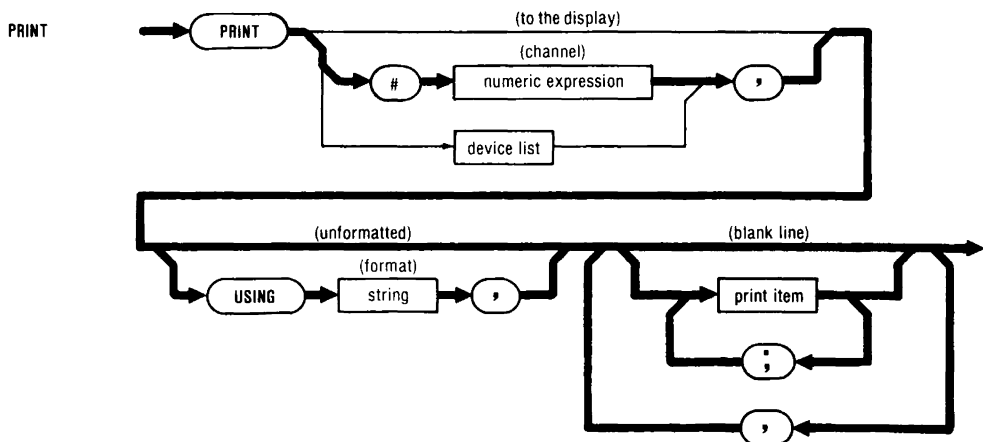 PRINT
PRINT
(to the display)
(channel)
#
numeric expression
,
device list
(unformatted)
(blank line)
(format)
USING
string
,
print item
;
,